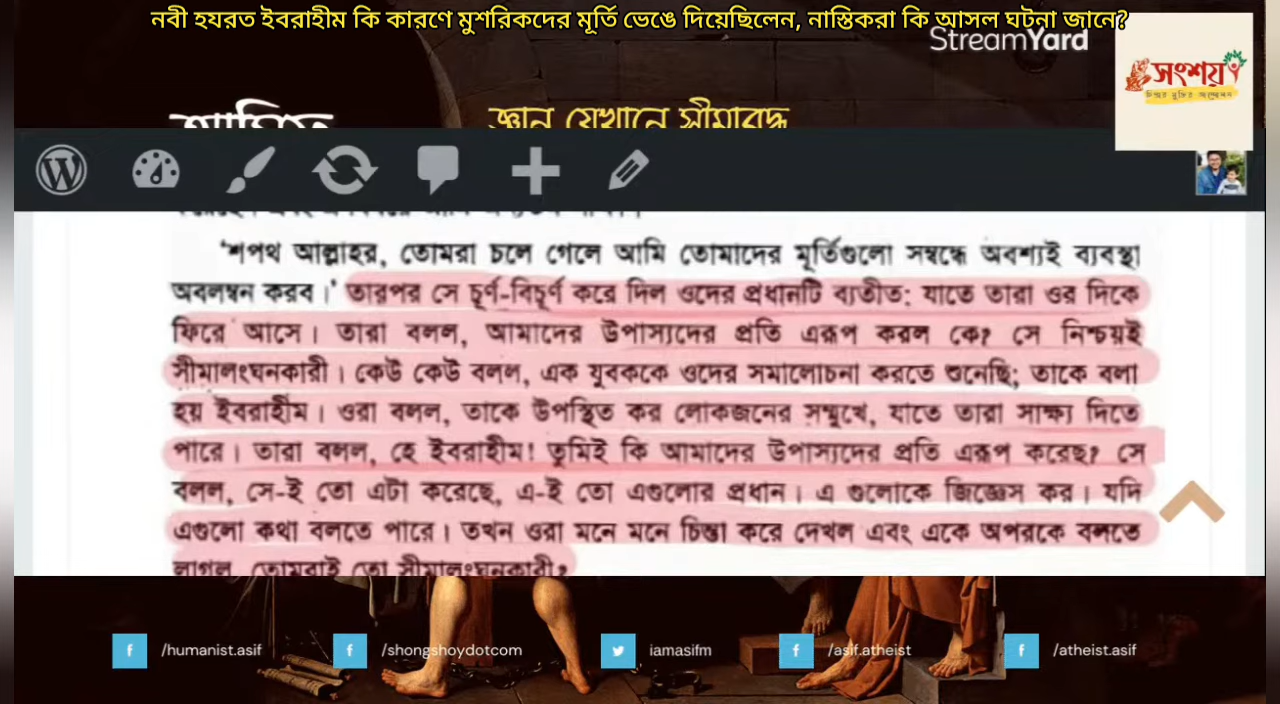 নবী হযরত ইবরাহীম কি কারণে মুশরিকদের মূর্তি ভেঙে দিয়েছিলেন, নাস্তিকরা কি আসল ঘটনা জানে?
StreamYard
সংশয়
চিন্তার মুক্তির আন্দোলন
জ্ঞান যেখানে সীমাবদ্ধ
‘শপথ আল্লাহর, তোমরা চলে গেলে আমি তোমাদের মূর্তিগুলো সম্বন্ধে অবশ্যই ব্যবস্থা
অবলম্বন করব।’ তারপর সে চূর্ণ-বিচূর্ণ করে দিল ওদের প্রধানটি ব্যতীত; যাতে তারা ওর দিকে
ফিরে আসে। তারা বলল, আমাদের উপাস্যদের প্রতি এরূপ করল কে? সে নিশ্চয়ই
সীমালংঘনকারী। কেউ কেউ বলল, এক যুবককে ওদের সমালোচনা করতে শুনেছি; তাকে বলা
হয় ইবরাহীম। ওরা বলল, তাকে উপস্থিত কর লোকজনের সম্মুখে, যাতে তারা সাক্ষ্য দিতে
পারে। তারা বলল, হে ইবরাহীম! তুমিই কি আমাদের উপাস্যদের প্রতি এরূপ করেছ? সে
বলল, সে-ই তো এটা করেছে, এ-ই তো এগুলোর প্রধান। এ গুলোকে জিজ্ঞেস কর। যদি
এগুলো কথা বলতে পারে। তখন ওরা মনে মনে চিন্তা করে দেখল এবং একে অপরকে বলতে
লাগল, তোমরাই তো সীমালংঘনকারী?
/humanist.asif
/shongshoydotcom
iamasifm
/asif.atheist
/atheist.asif